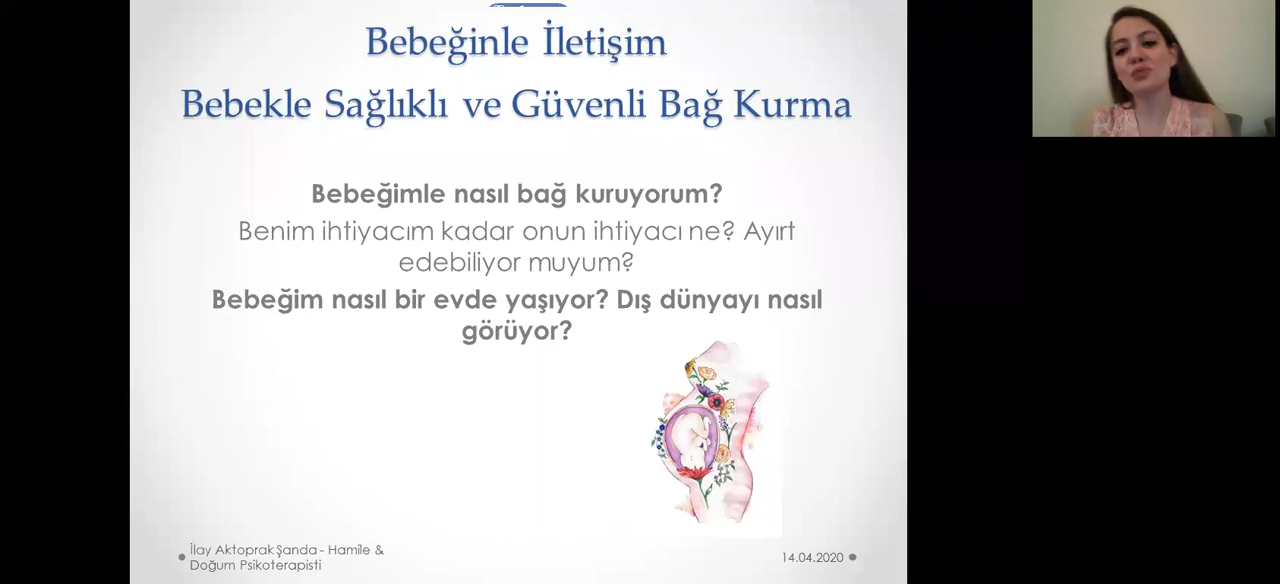 Bebeğinle İletişim
Bebekle Sağlıklı ve Güvenli Bağ Kurma
Bebeğimle nasıl bağ kuruyorum?
Benim ihtiyacım kadar onun ihtiyacı ne? Ayırt
edebiliyor muyum?
Bebeğim nasıl bir evde yaşıyor? Dış dünyayı nasıl
görüyor?
İlay Aktoprak Şanda - Hamile &
Doğum Psikoterapisti
14.04.2020